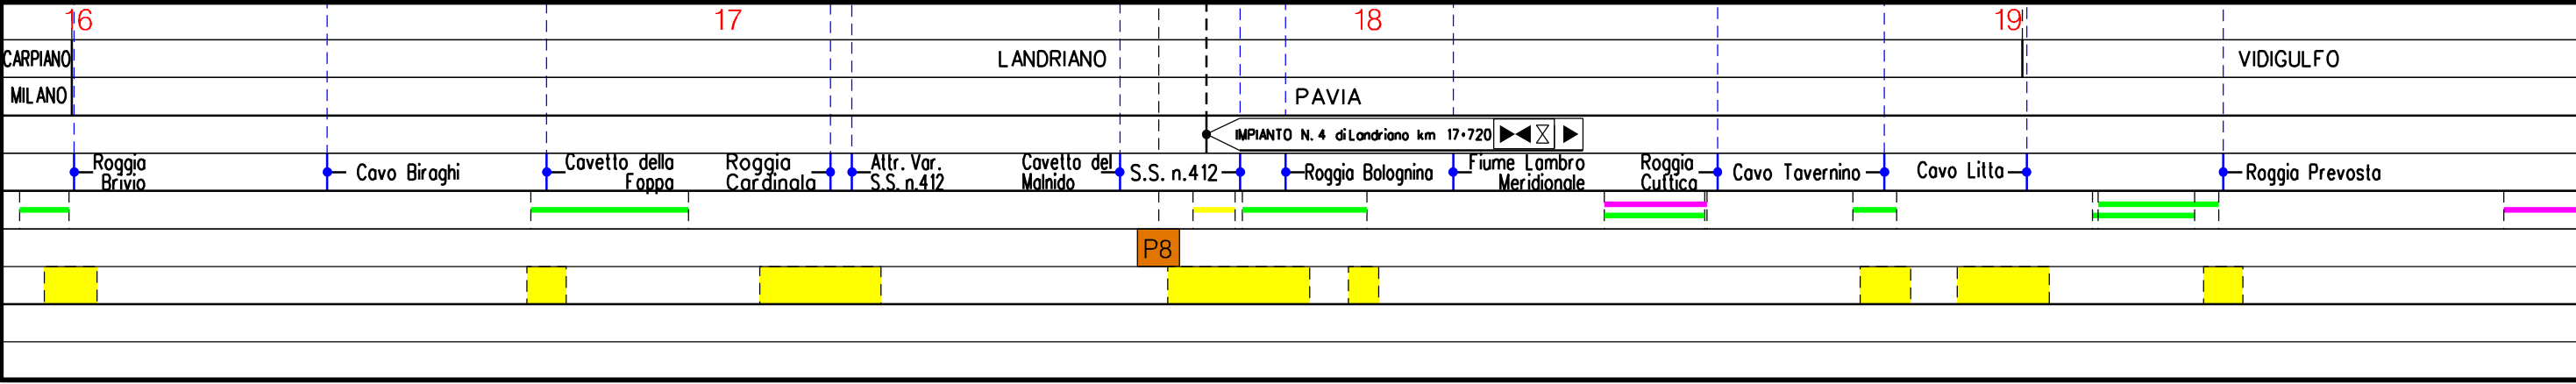 16 17 18 19
CARPIANO LANDRIANO VIDIGULFO
MILANO PAVIA
IMPIANTO N. 4 di Landriano km 17+720
Roggia
Brivio
Cavo Biraghi
Cavetto della
Foppa
Roggia
Cardinala
Attr. Var.
S.S. n.412
Cavetto del
Malnido
S.S. n.412
Roggia Bolognina
Fiume Lambro
Meridionale
Roggia
Cuttica
Cavo Tavernino
Cavo Litta
Roggia Prevosta
P8